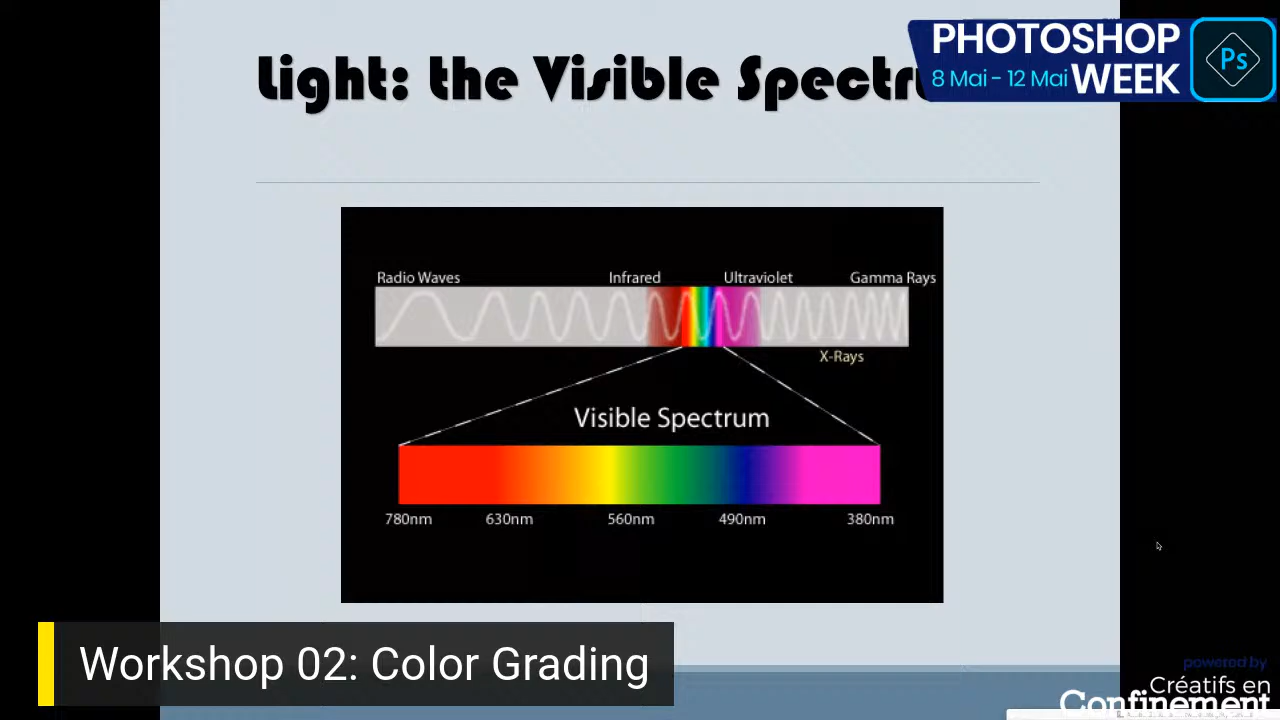 Light: the Visible Spectru
PHOTOSHOP
8 Mai - 12 Mai WEEK
Ps
Radio Waves Infrared Ultraviolet Gamma Rays
X-Rays
Visible Spectrum
780nm 630nm 560nm 490nm 380nm
Workshop 02: Color Grading
powered by
Créatifs en
Confinement